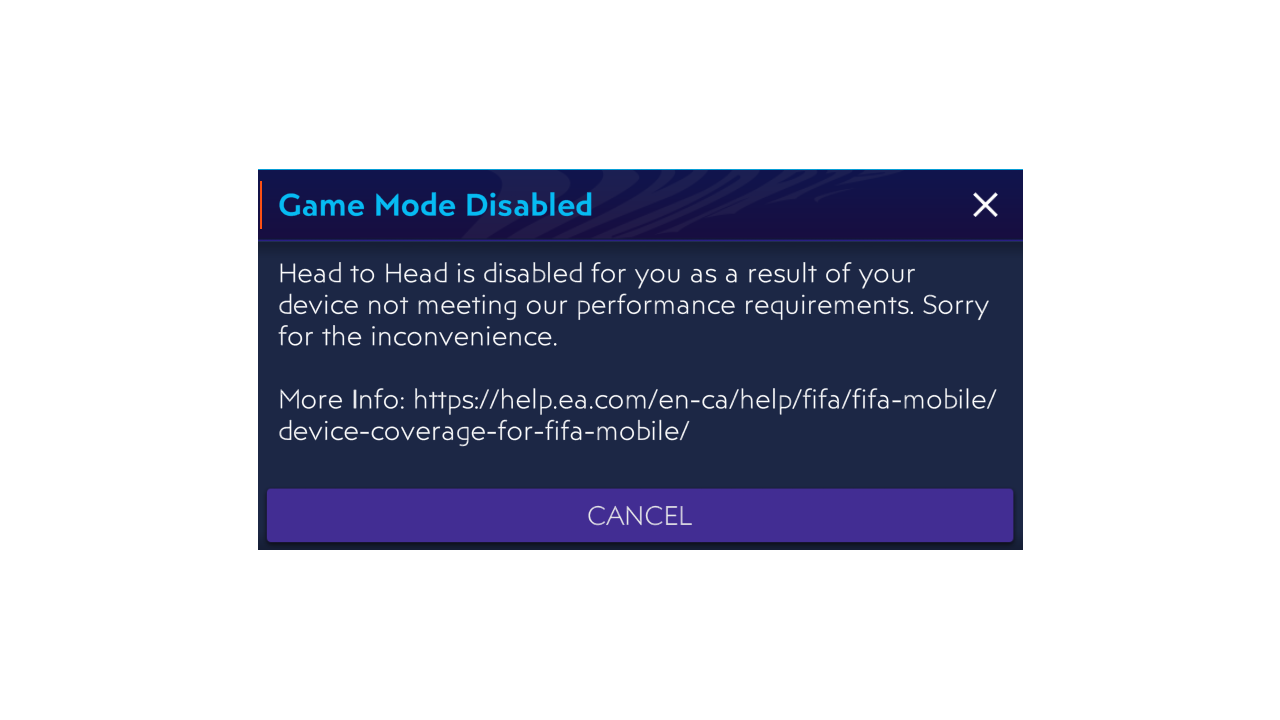 Game Mode Disabled
Head to Head is disabled for you as a result of your
device not meeting our performance requirements. Sorry
for the inconvenience.
More Info: https://help.ea.com/en-ca/help/fifa/fifa-mobile/
device-coverage-for-fifa-mobile/
CANCEL